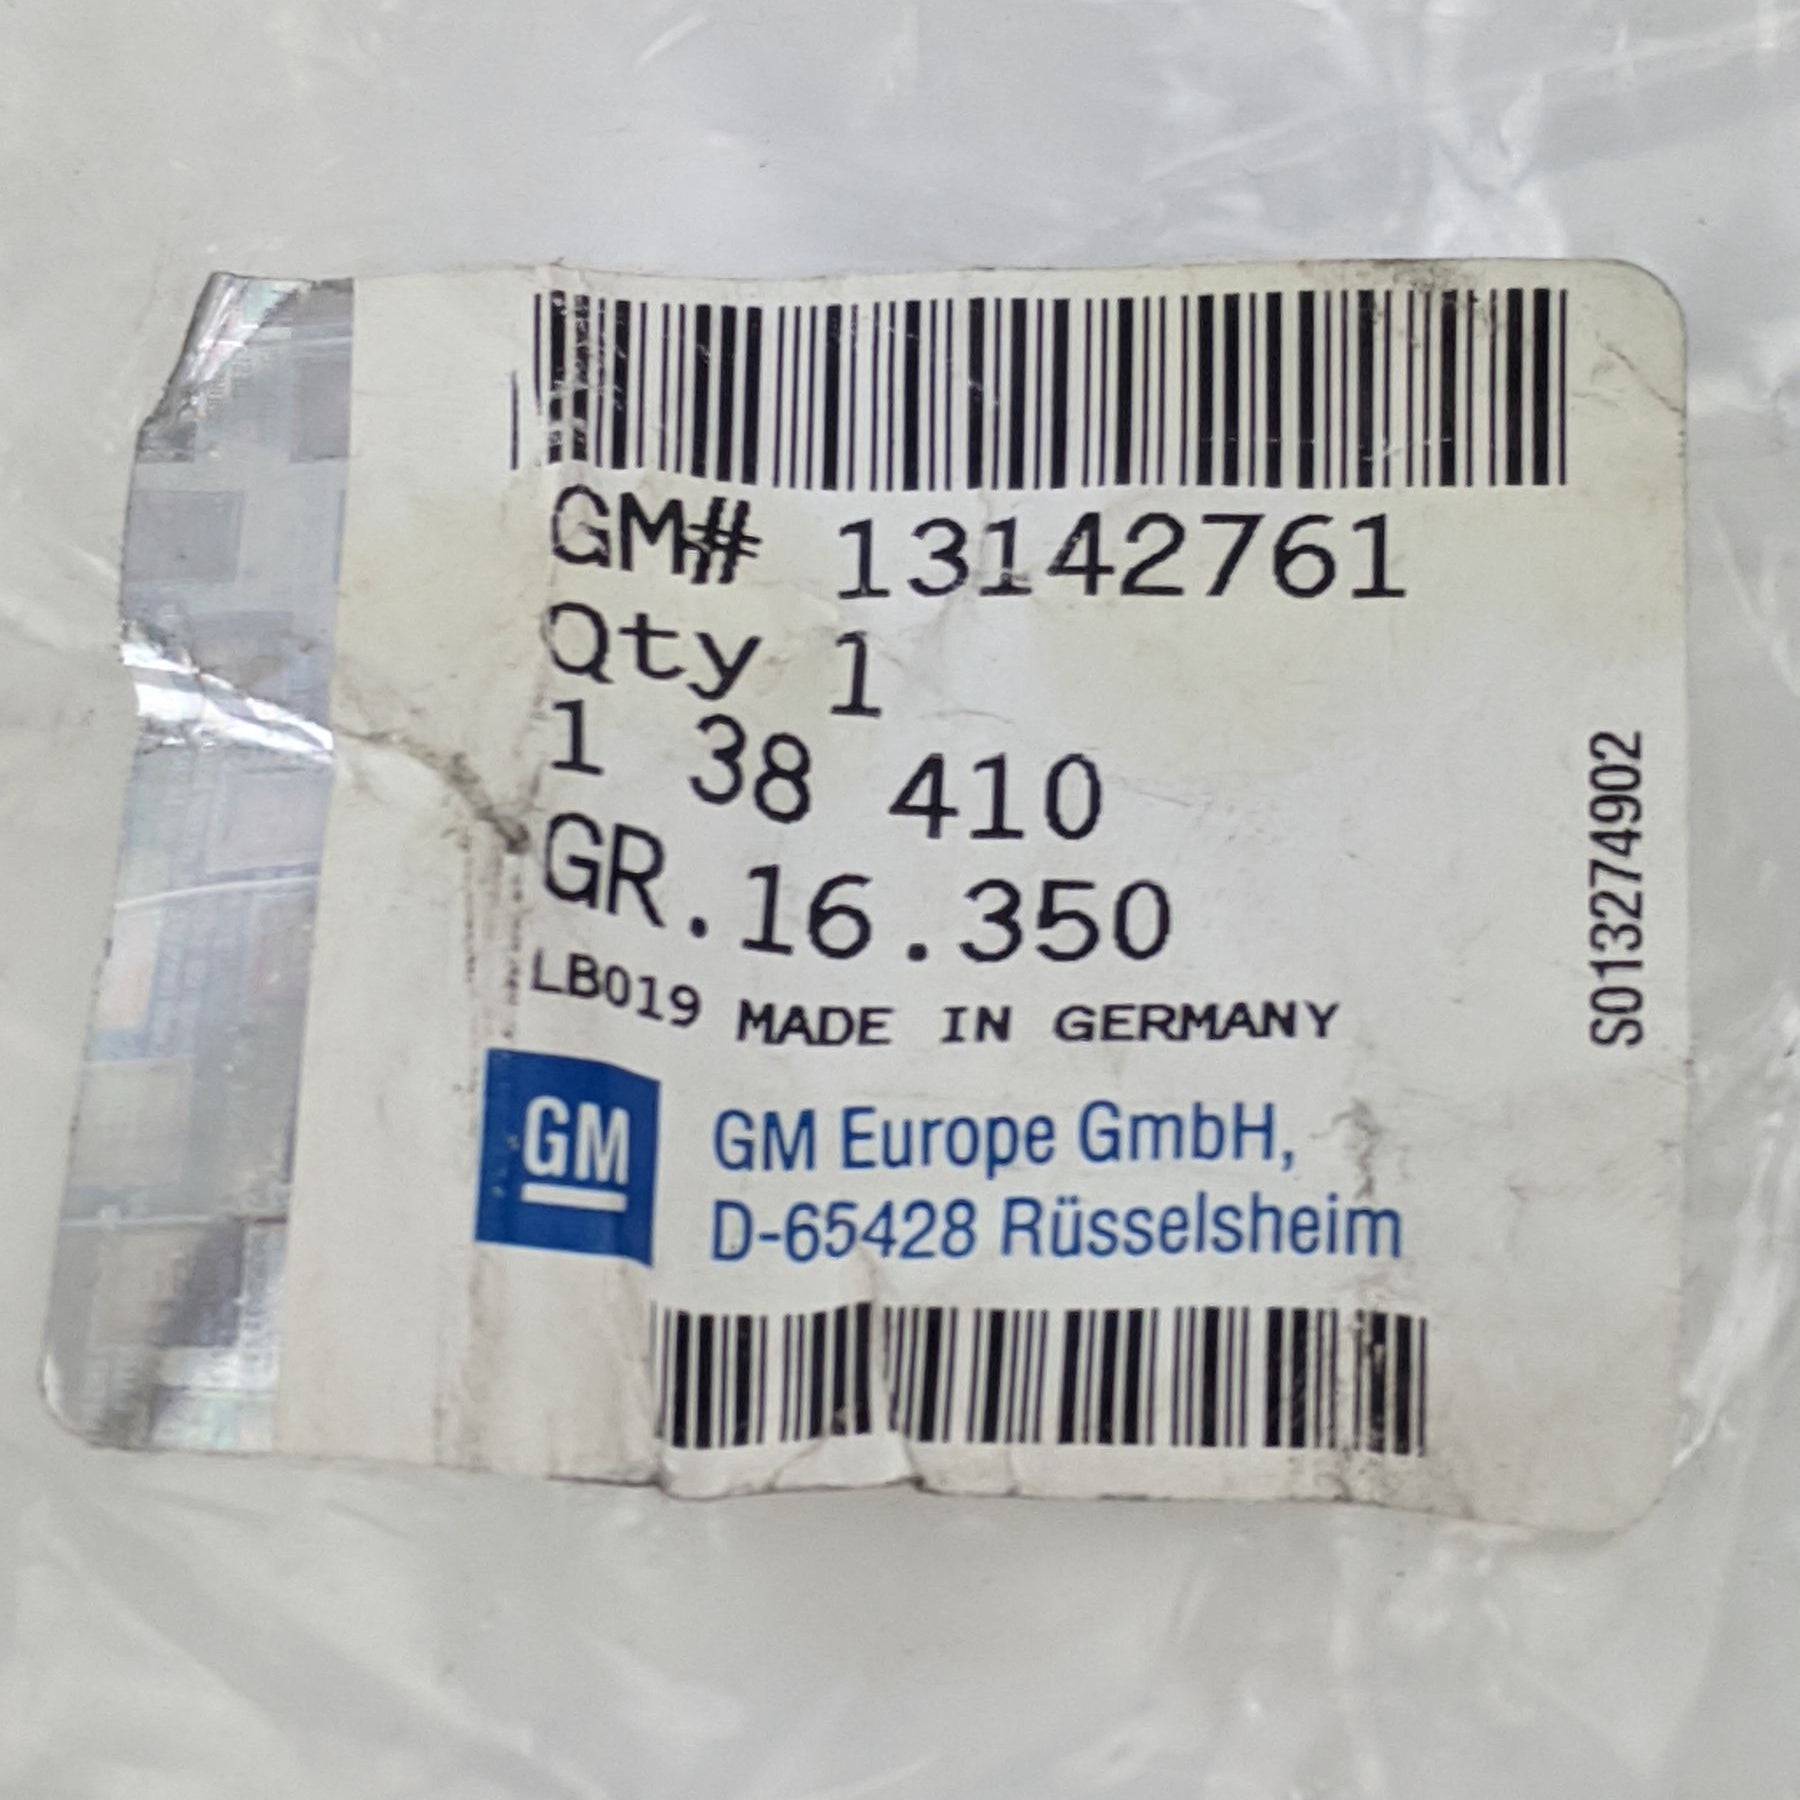 GM# 13142761
Qty 1
1 38 410
GR.16.350
LB019 MADE IN GERMANY
GM
GM Europe GmbH,
D-65428 Rüsselsheim
S013274902